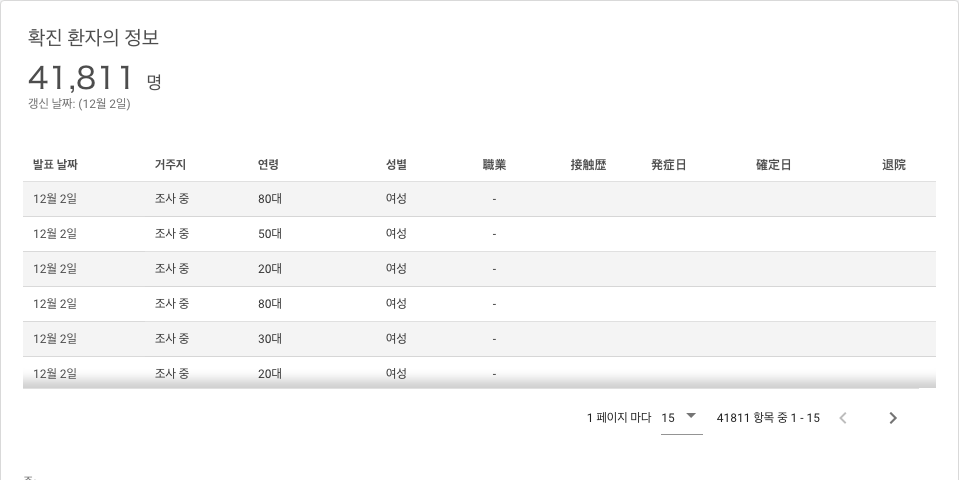 확진 환자의 정보
41,811 명
갱신 날짜: (12월 2일)
발표 날짜 거주지 연령 성별 職業 接触歴 発症日 確定日 退院
12월 2일 조사 중 80대 여성 -
12월 2일 조사 중 50대 여성 -
12월 2일 조사 중 20대 여성 -
12월 2일 조사 중 80대 여성 -
12월 2일 조사 중 30대 여성 -
12월 2일 조사 중 20대 여성 -
1 페이지 마다 15 41811 항목 중 1 - 15